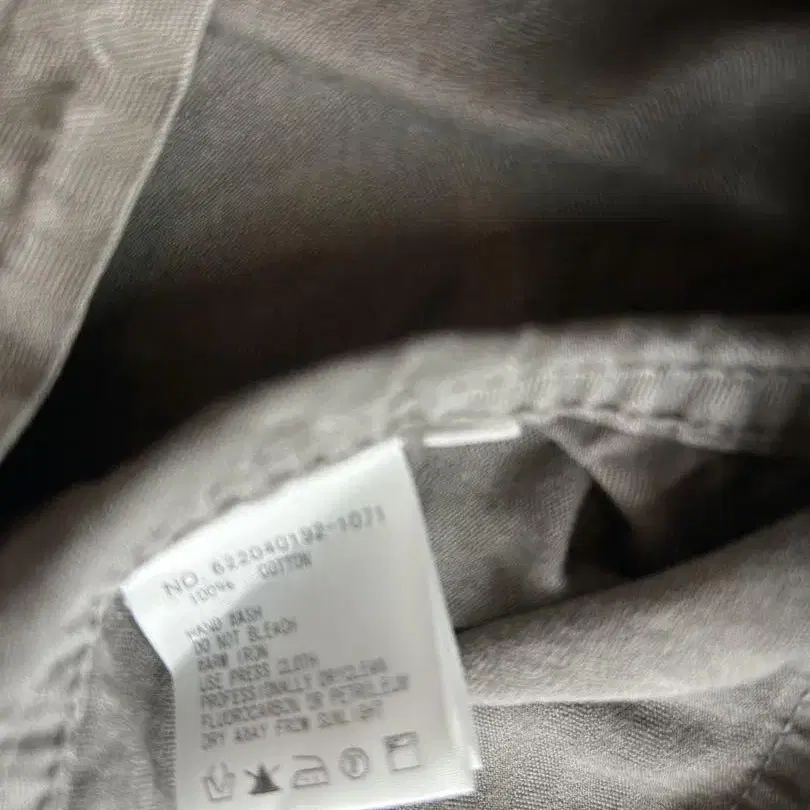 NO. 622040192-1071
100% COTTON
HAND WASH
DO NOT BLEACH
WARM IRON
USE PRESS CLOTH
PROFESSIONALLY DRYCLEAN
FLUOROCARBON OR PETROLEUM
DRY AWAY FROM SUNLIGHT